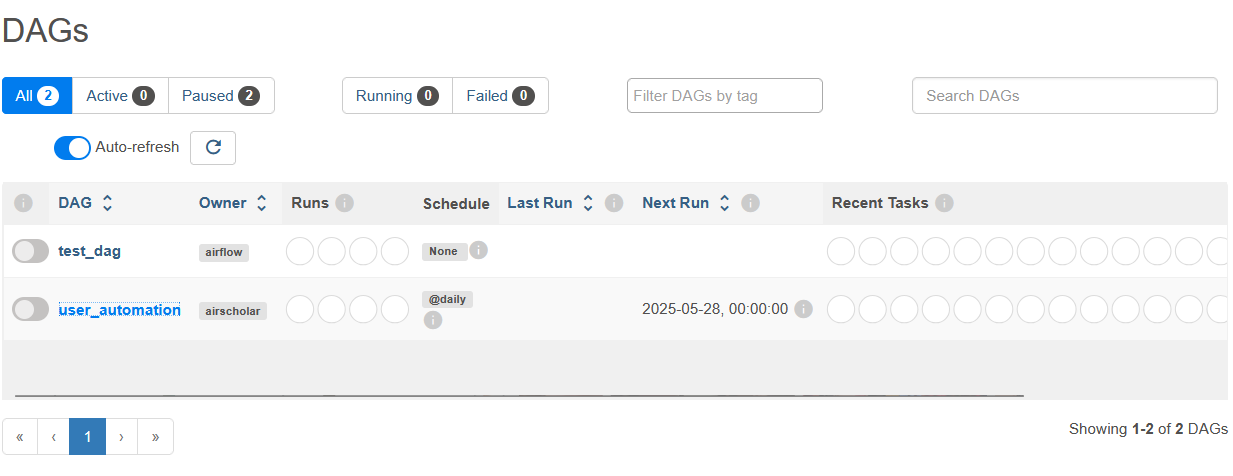 DAGs
All 2 Active 0 Paused 2 Running 0 Failed 0 Filter DAGs by tag Search DAGs
Auto-refresh
i DAG Owner Runs i Schedule Last Run i Next Run i Recent Tasks i
test_dag airflow None i
user_automation airscholar @daily i 2025-05-28, 00:00:00 i
« ‹ 1 › »
Showing 1-2 of 2 DAGs